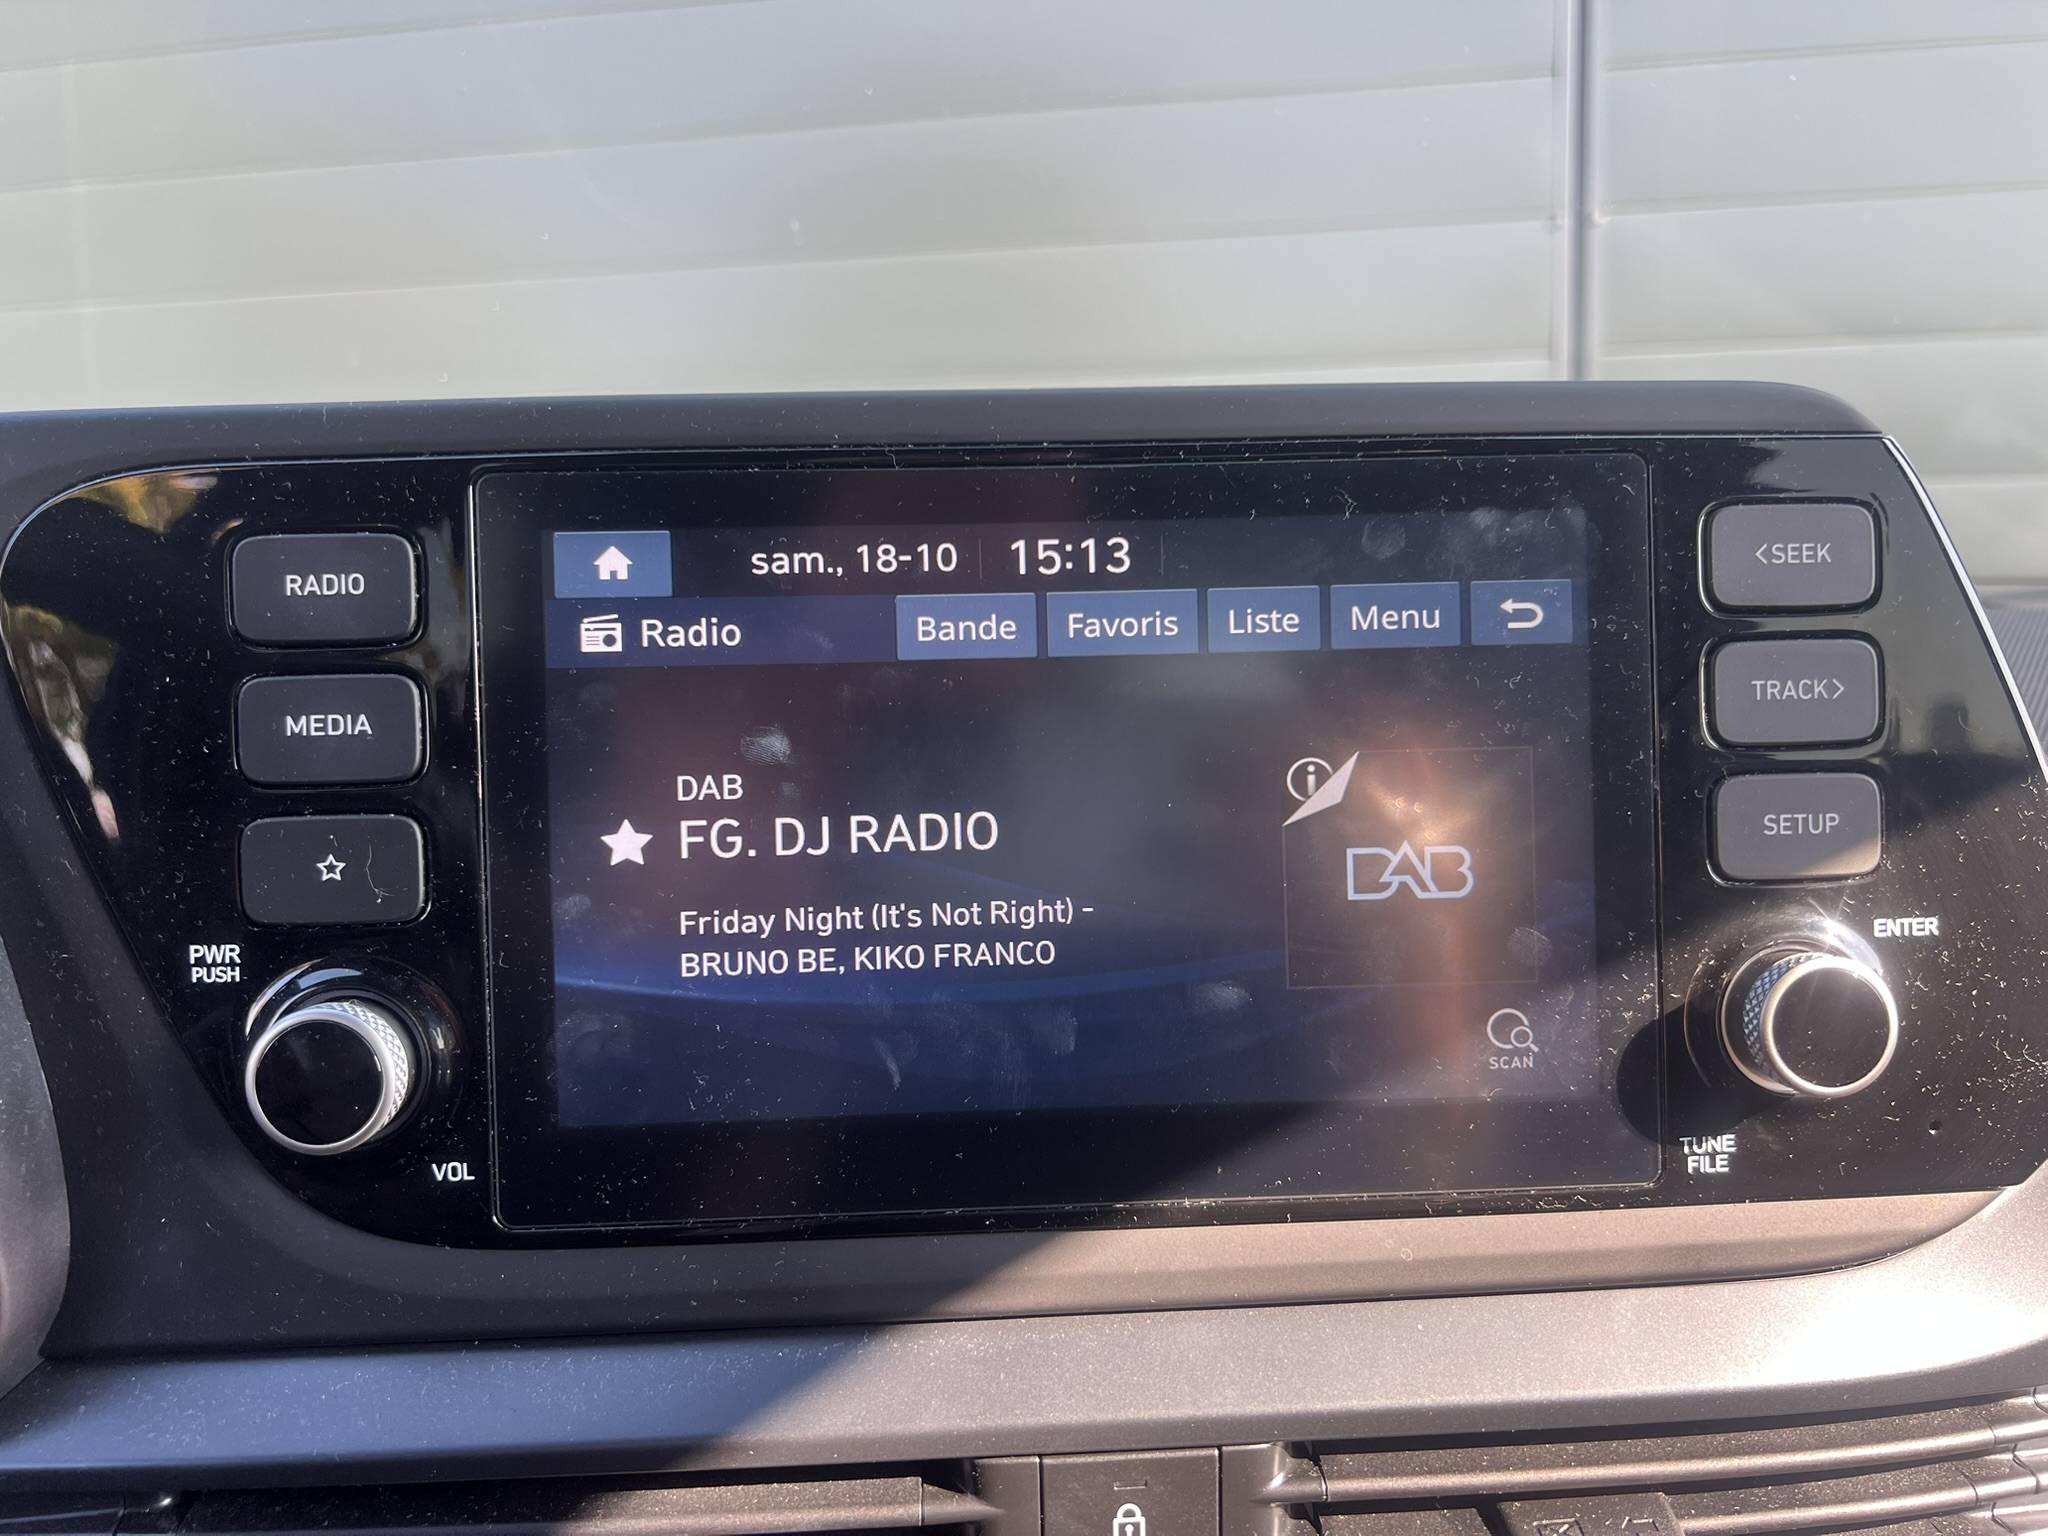 RADIO
MEDIA
PWR
PUSH
VOL
sam., 18-10 15:13
Radio Bande Favoris Liste Menu
DAB
FG. DJ RADIO
Friday Night (It's Not Right) -
BRUNO BE, KIKO FRANCO
i
DAB
SCAN
<SEEK
TRACK>
SETUP
ENTER
TUNE
FILE